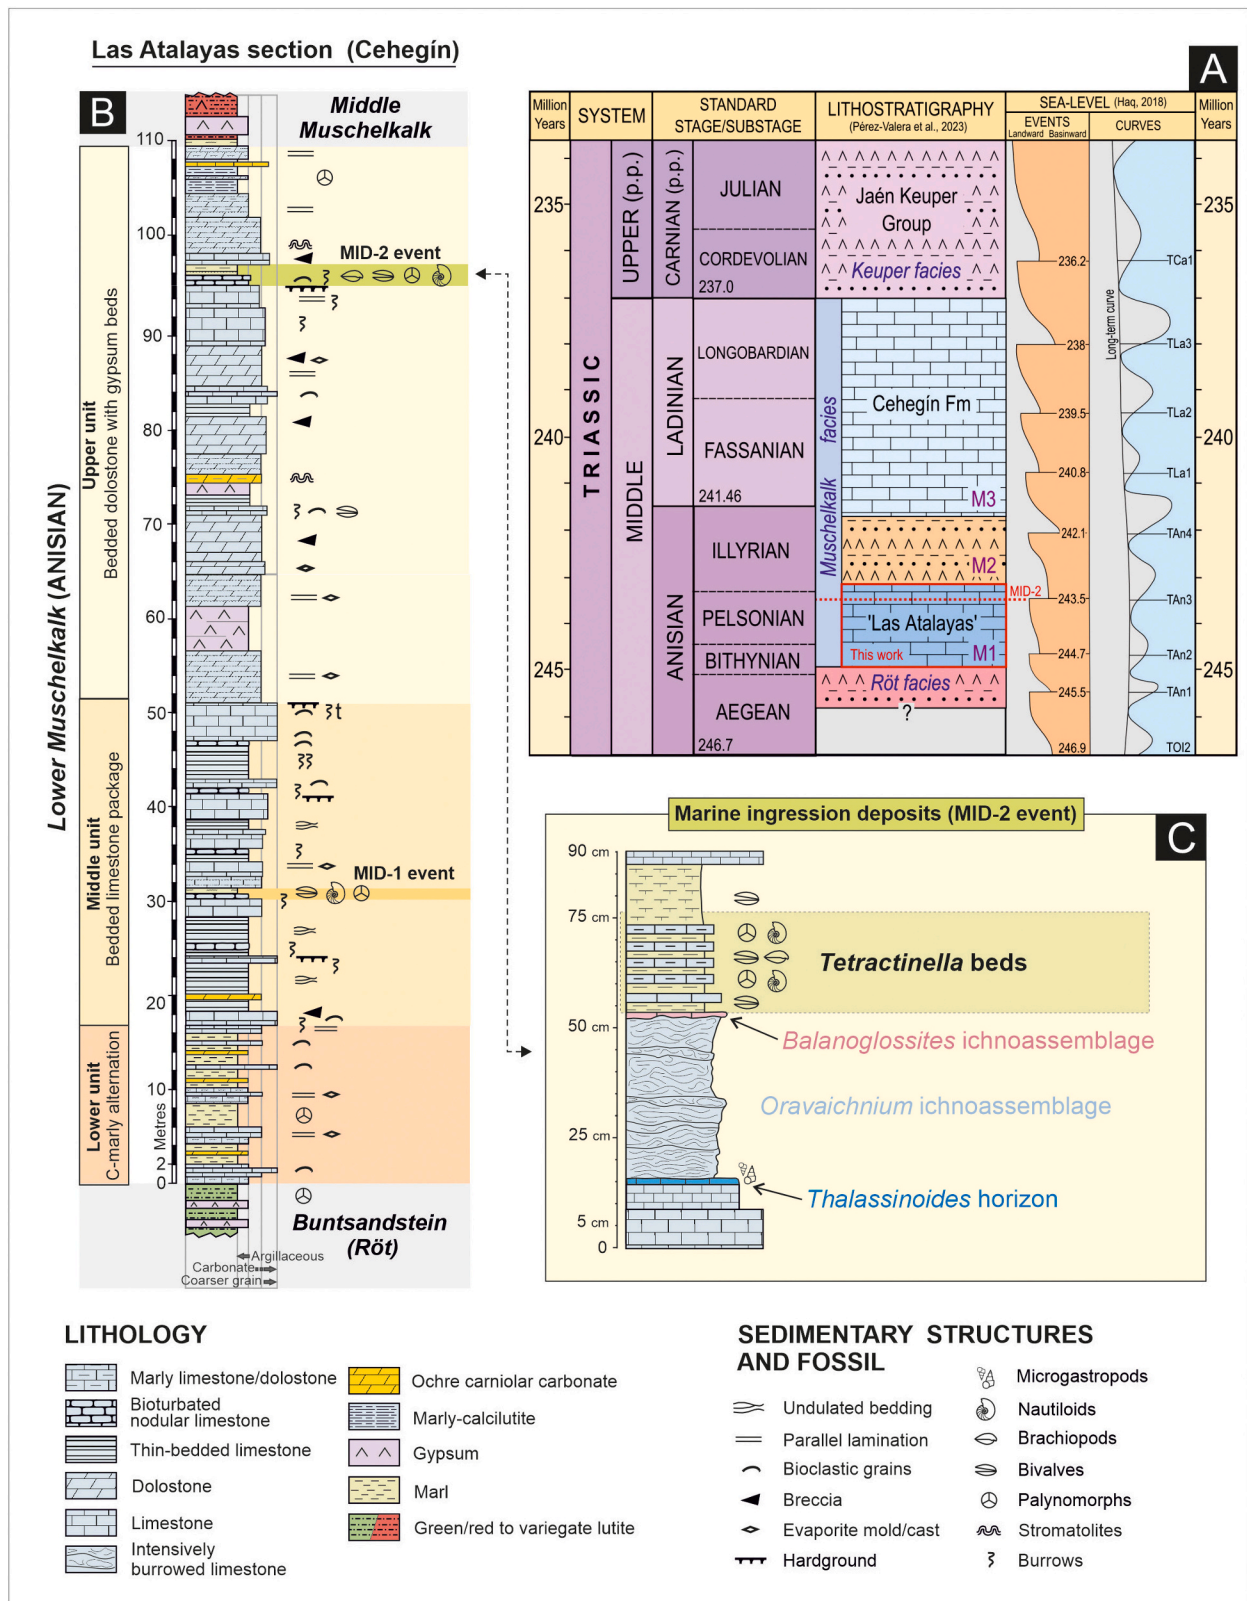 Las Atalayas section (Cehegín)
B
Middle
Muschelkalk
110
100
90
80
70
60
50
40
30
20
10
2
0
Metres
Lower Muschelkalk (ANISIAN)
Upper unit
Bedded dolostone with gypsum beds
Middle unit
Bedded limestone package
Lower unit
C-marly alternation
MID-2 event
t
MID-1 event
Buntsandstein
(Röt)
Argillaceous
Carbonate
Coarser grain
A
Million
Years
SYSTEM
STANDARD
STAGE/SUBSTAGE
LITHOSTRATIGRAPHY
(Pérez-Valera et al., 2023)
SEA-LEVEL (Haq, 2018)
EVENTS
Landward Basinward
CURVES
Million
Years
235
240
245
TRIASSIC
UPPER (p.p.)
MIDDLE
CARNIAN (p.p.)
LADINIAN
ANISIAN
JULIAN
CORDEVOLIAN
237.0
LONGOBARDIAN
FASSANIAN
241.46
ILLYRIAN
PELSONIAN
BITHYNIAN
AEGEAN
246.7
Jaén Keuper
Group
Keuper facies
Muschelkalk facies
Cehegín Fm
M3
M2
MID-2
'Las Atalayas'
This work
M1
Röt facies
?
236.2
238
239.5
240.8
242.1
243.5
244.7
245.5
246.9
Long-term curve
TCa1
TLa3
TLa2
TLa1
TAn4
TAn3
TAn2
TAn1
TOl2
235
240
245
Marine ingression deposits (MID-2 event)
C
90 cm
75 cm
50 cm
25 cm
5 cm
0
Tetractinella beds
Balanoglossites ichnoassemblage
Oravaichnium ichnoassemblage
Thalassinoides horizon
LITHOLOGY
Marly limestone/dolostone
Bioturbated
nodular limestone
Thin-bedded limestone
Dolostone
Limestone
Intensively
burrowed limestone
Ochre carniolar carbonate
Marly-calcilutite
Gypsum
Marl
Green/red to variegate lutite
SEDIMENTARY STRUCTURES
AND FOSSIL
Undulated bedding
Parallel lamination
Bioclastic grains
Breccia
Evaporite mold/cast
Hardground
Microgastropods
Nautiloids
Brachiopods
Bivalves
Palynomorphs
Stromatolites
Burrows